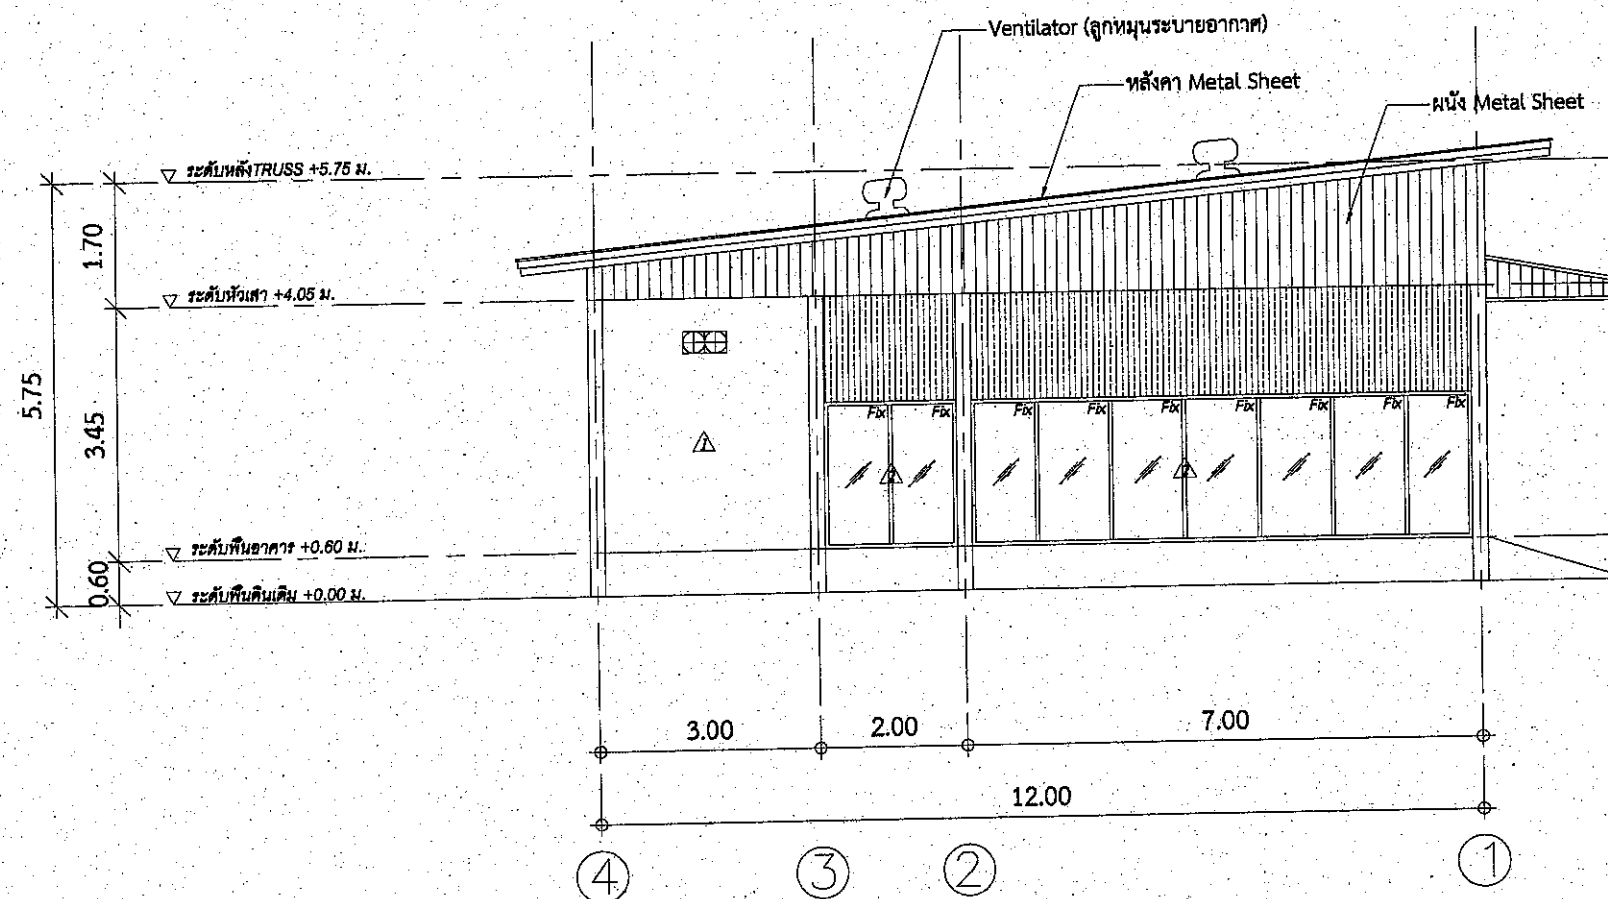 Ventilator (ลูกหมุนระบายอากาศ)
หลังคา Metal Sheet
ผนัง Metal Sheet
ระดับหลังTRUSS +5.75 ม.
1.70
ระดับหัวเสา +4.05 ม.
5.75
3.45
Fix Fix Fix Fix Fix Fix Fix Fix Fix
1
2 2
ระดับพื้นอาคาร +0.60 ม.
0.60
ระดับพื้นดินเดิม +0.00 ม.
3.00 2.00 7.00
12.00
4 3 2 1